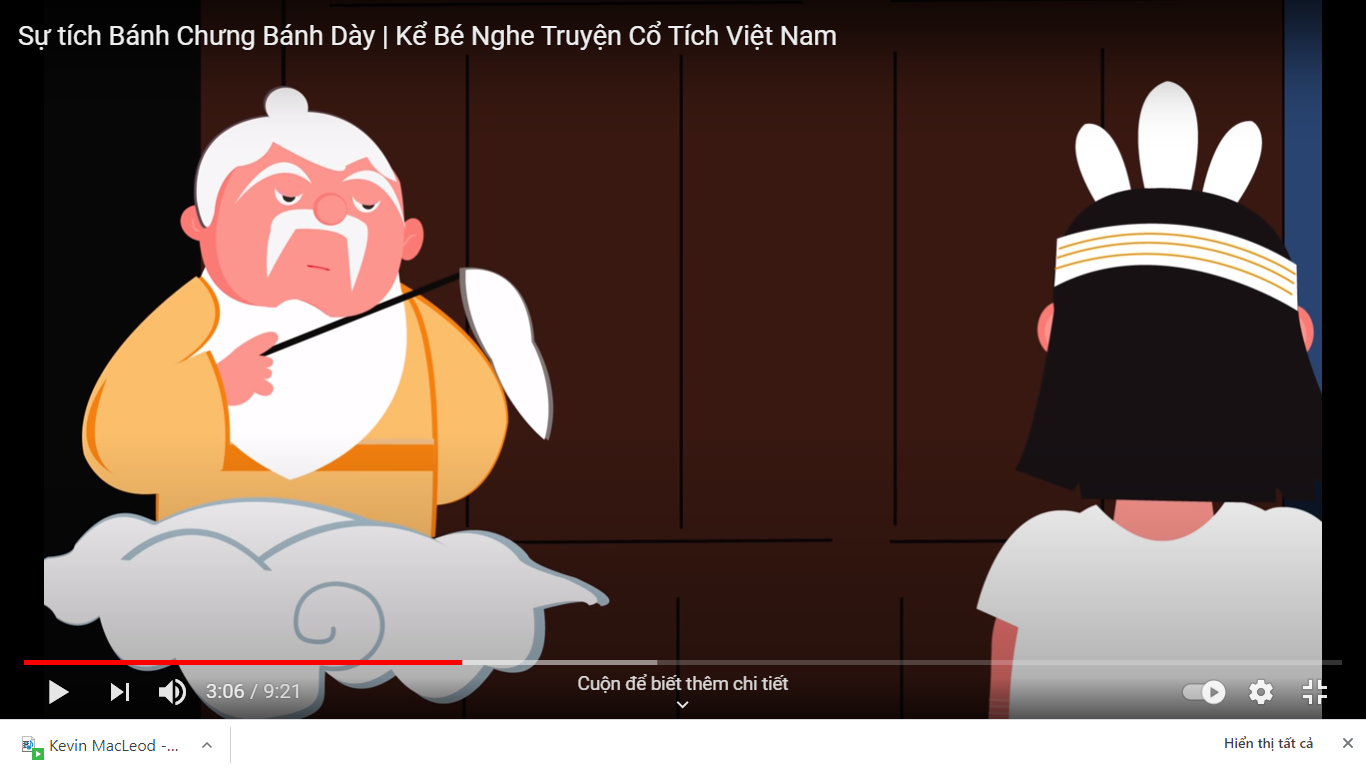 Sự tích Bánh Chưng Bánh Dày | Kể Bé Nghe Truyện Cổ Tích Việt Nam
Cuộn để biết thêm chi tiết
3:06 / 9:21
Kevin MacLeod -...
Hiển thị tất cả